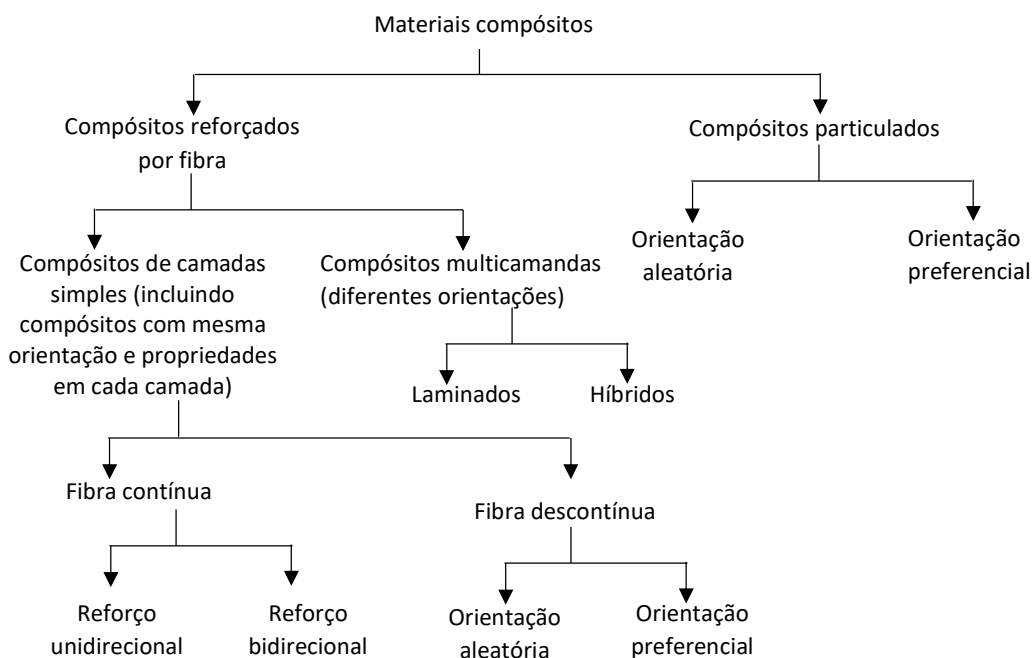 Materiais compósitos
Compósitos reforçados
por fibra
Compósitos particulados
Orientação
aleatória
Orientação
preferencial
Compósitos de camadas
simples (incluindo
compósitos com mesma
orientação e propriedades
em cada camada)
Compósitos multicamandas
(diferentes orientações)
Laminados
Híbridos
Fibra contínua
Fibra descontínua
Reforço
unidirecional
Reforço
bidirecional
Orientação
aleatória
Orientação
preferencial